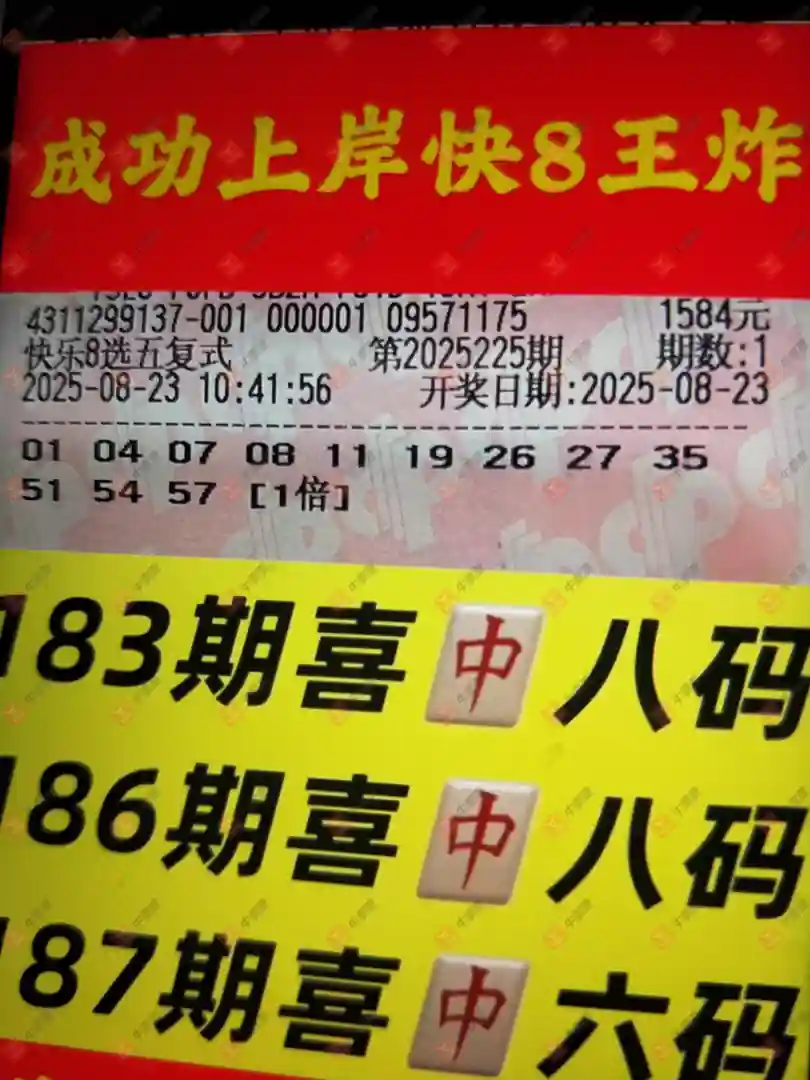 成功上岸快8王炸
4311299137-001 000001 09571175 1584元
快乐8选五复式 第2025225期 期数:1
2025-08-23 10:41:56 开奖日期:2025-08-23
01 04 07 08 11 19 26 27 35
51 54 57 [1倍]
183期喜中八码
186期喜中八码
187期喜中六码